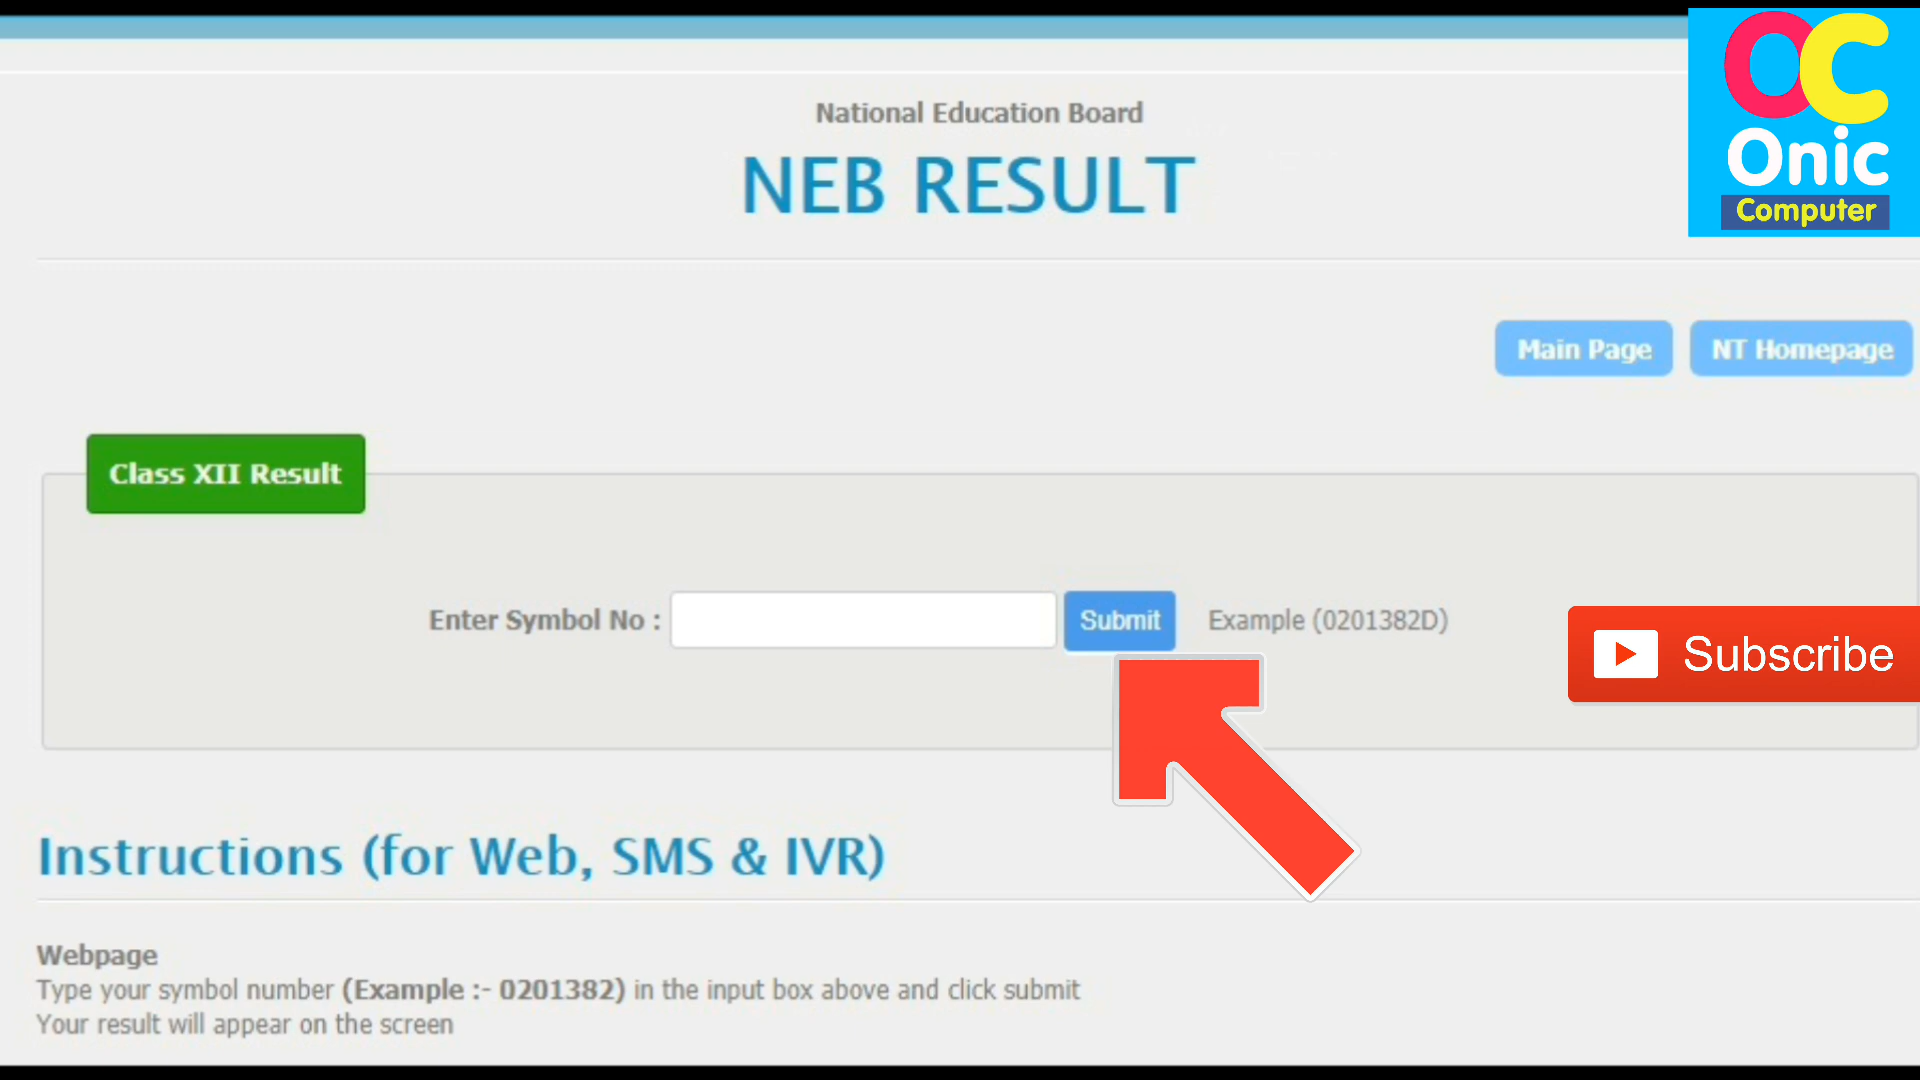 National Education Board
NEB RESULT
OC
Onic
Computer
Main Page
NT Homepage
Class XII Result
Enter Symbol No :
Submit
Example (0201382D)
Subscribe
Instructions (for Web, SMS & IVR)
Webpage
Type your symbol number (Example :- 0201382) in the input box above and click submit
Your result will appear on the screen